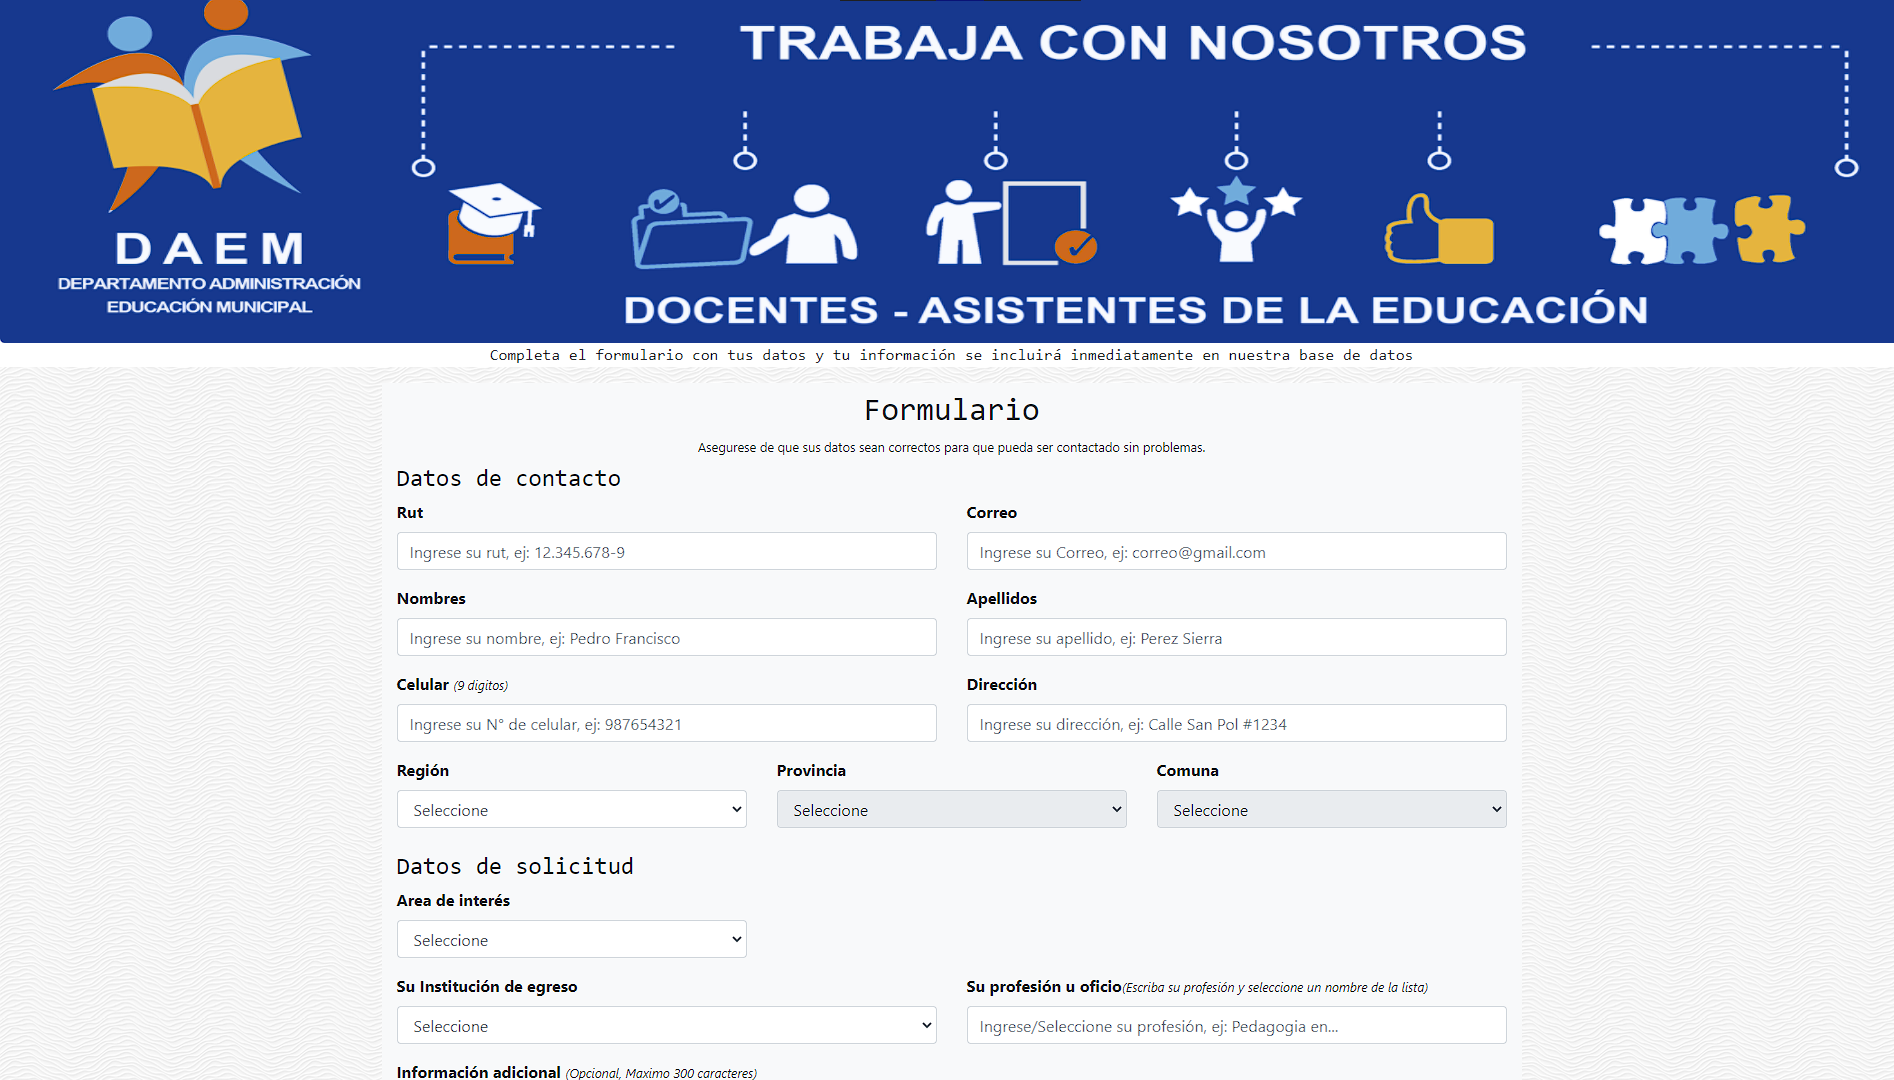 TRABAJA CON NOSOTROS
DAEM
DEPARTAMENTO ADMINISTRACIÓN
EDUCACIÓN MUNICIPAL
DOCENTES - ASISTENTES DE LA EDUCACIÓN
Completa el formulario con tus datos y tu información se incluirá inmediatamente en nuestra base de datos
Formulario
Asegurese de que sus datos sean correctos para que pueda ser contactado sin problemas.
Datos de contacto
Rut
Correo
Ingrese su rut, ej: 12.345.678-9
Ingrese su Correo, ej: correo@gmail.com
Nombres
Apellidos
Ingrese su nombre, ej: Pedro Francisco
Ingrese su apellido, ej: Perez Sierra
Celular (9 digitos)
Dirección
Ingrese su N° de celular, ej: 987654321
Ingrese su dirección, ej: Calle San Pol #1234
Región
Provincia
Comuna
Seleccione
Seleccione
Seleccione
Datos de solicitud
Area de interés
Seleccione
Su Institución de egreso
Su profesión u oficio(Escriba su profesión y seleccione un nombre de la lista)
Seleccione
Ingrese/Seleccione su profesión, ej: Pedagogia en...
Información adicional (Opcional, Maximo 300 caracteres)